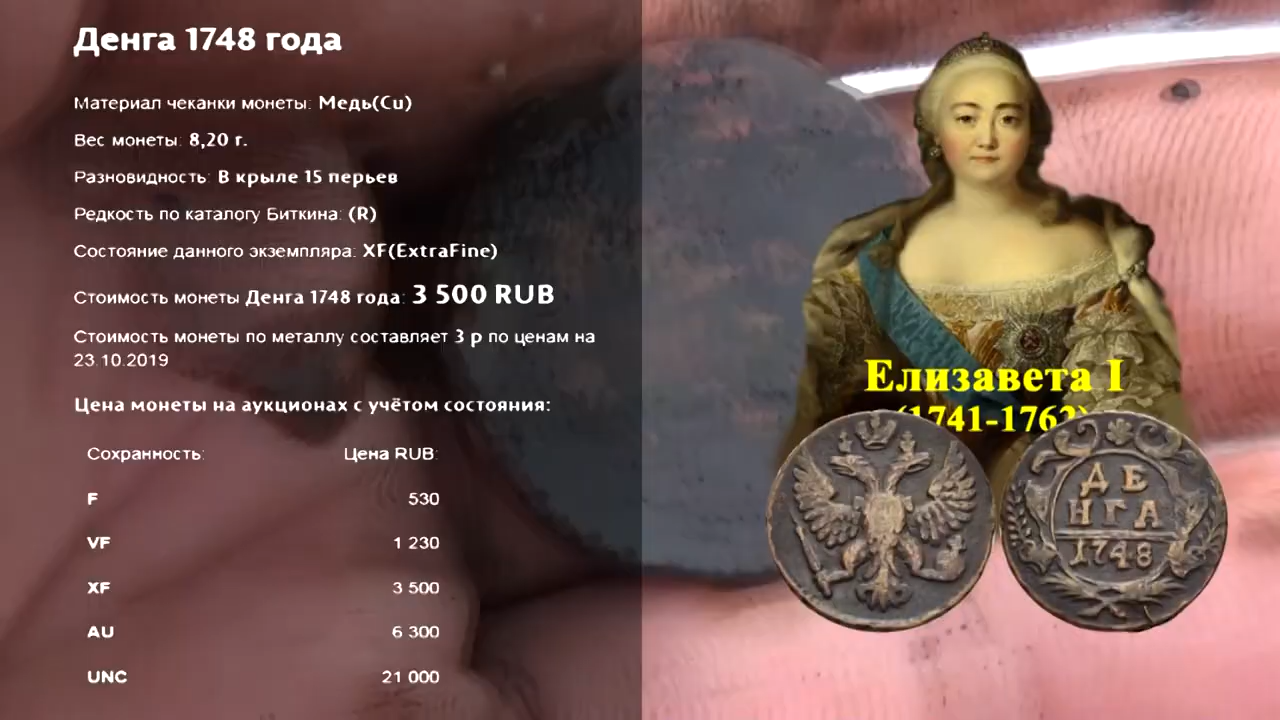 Денга 1748 года
Материал чеканки монеты: Медь(Cu)
Вес монеты: 8,20 г.
Разновидность: В крыле 15 перьев
Редкость по каталогу Биткина: (R)
Состояние данного экземпляра: XF(ExtraFine)
Стоимость монеты Денга 1748 года: 3 500 RUB
Стоимость монеты по металлу составляет 3 р по ценам на
23.10.2019
Цена монеты на аукционах с учётом состояния:
Сохранность: Цена RUB:
F 530
VF 1 230
XF 3 500
AU 6 300
UNC 21 000
Елизавета I
(1741-1762)
ДЕ
НГА
1748